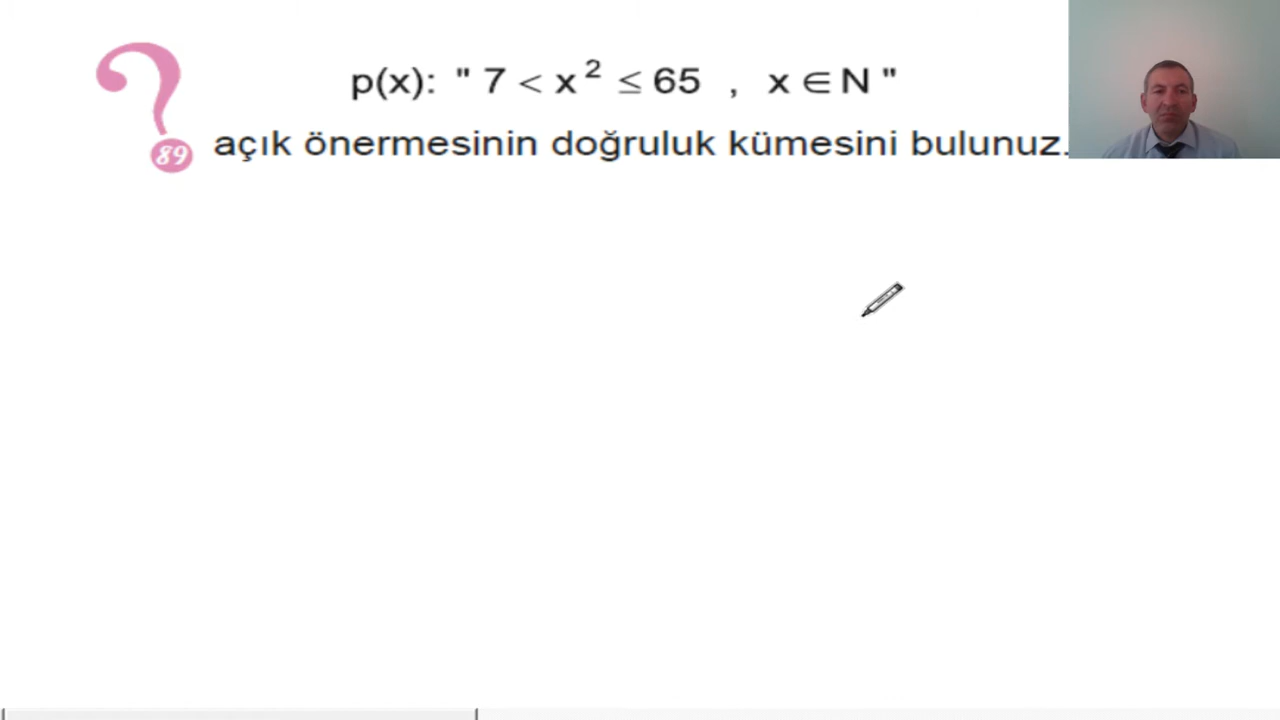 p(x): " 7 < x² ≤ 65 , x ∈ N "
89 açık önermesinin doğruluk kümesini bulunuz.